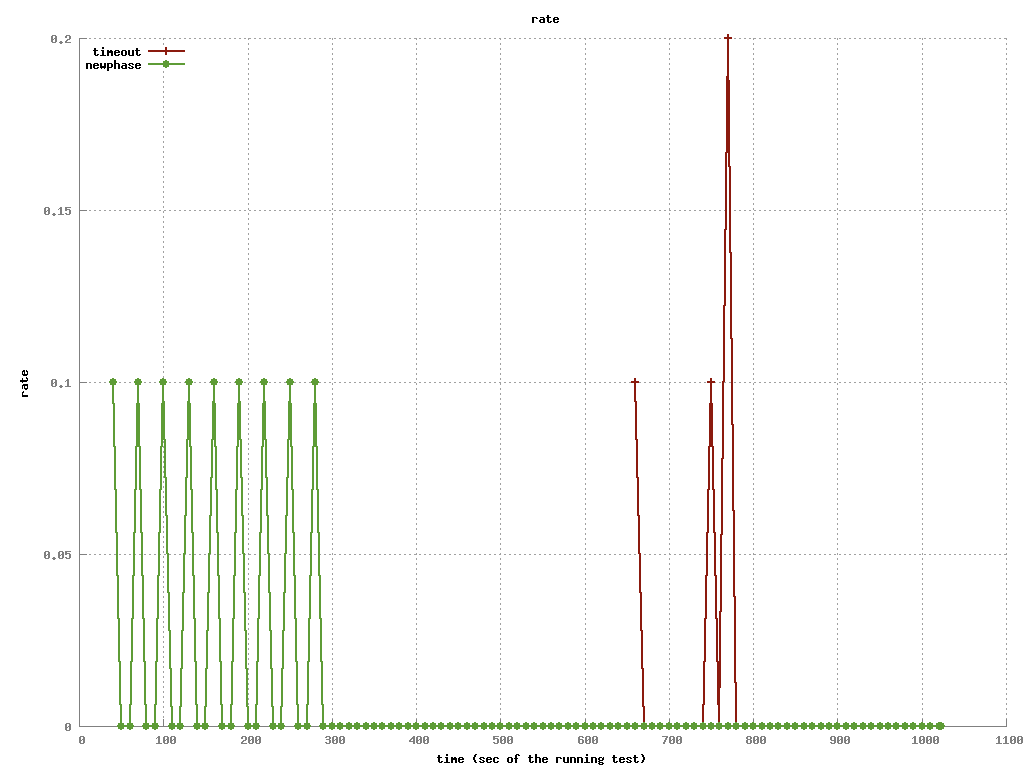 rate
0.2
timeout
newphase
0.15
rate
0.1
0.05
0
0 100 200 300 400 500 600 700 800 900 1000 1100
time (sec of the running test)